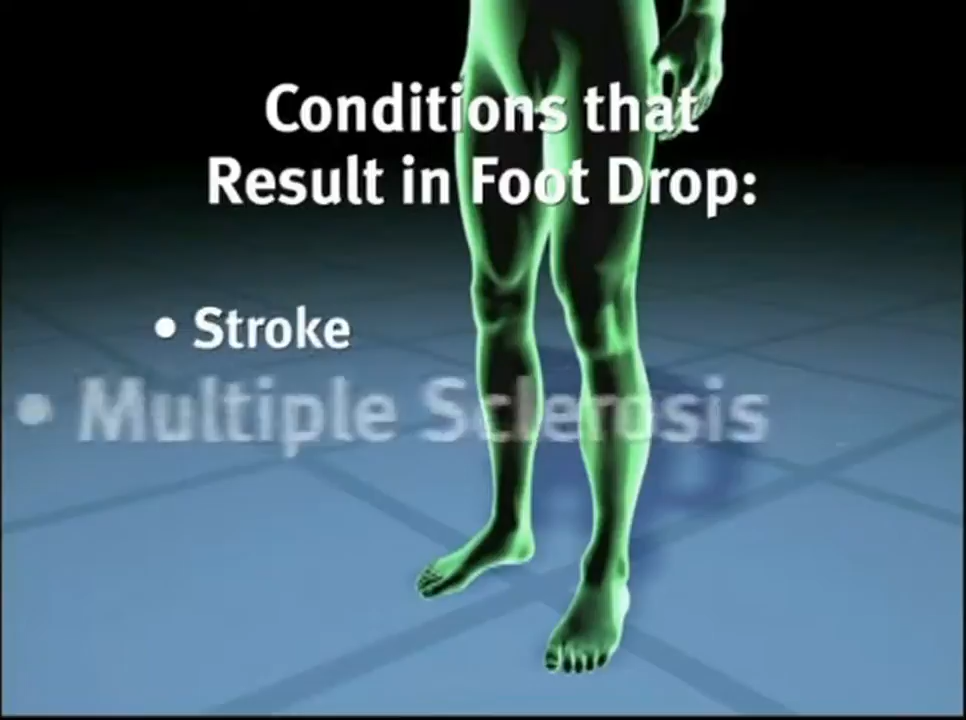 Conditions that
Result in Foot Drop:
• Stroke
• Multiple Sclerosis